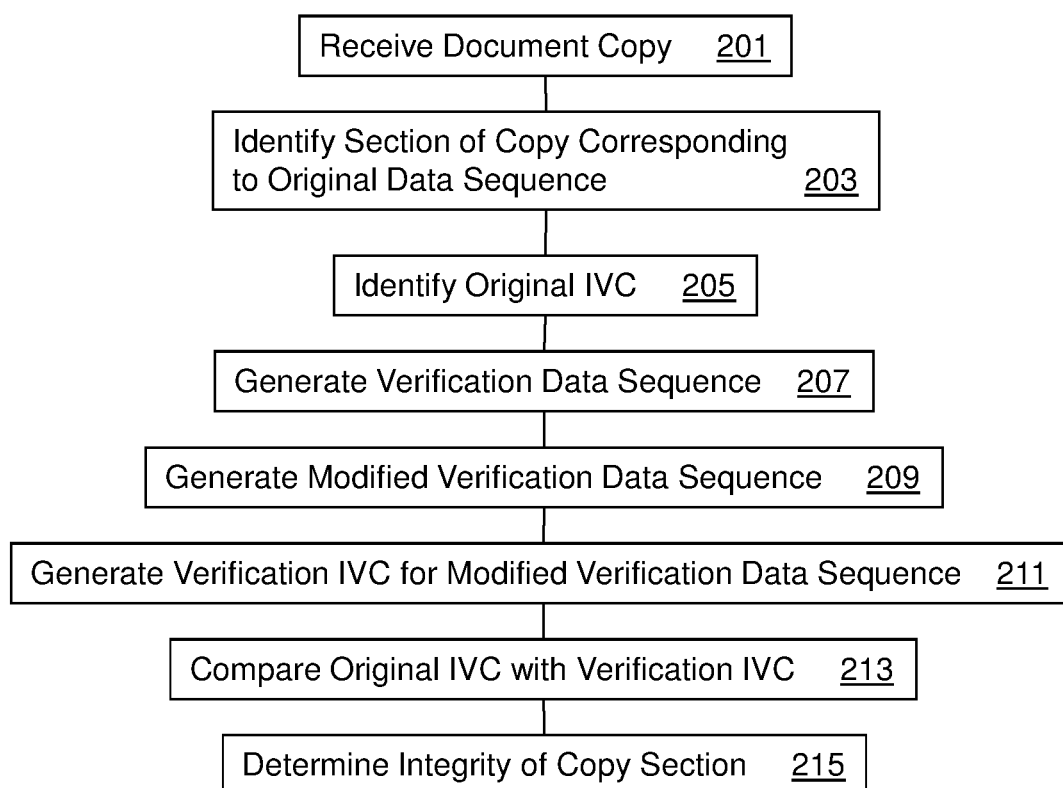 Receive Document Copy 201
Identify Section of Copy Corresponding
to Original Data Sequence 203
Identify Original IVC 205
Generate Verification Data Sequence 207
Generate Modified Verification Data Sequence 209
Generate Verification IVC for Modified Verification Data Sequence 211
Compare Original IVC with Verification IVC 213
Determine Integrity of Copy Section 215